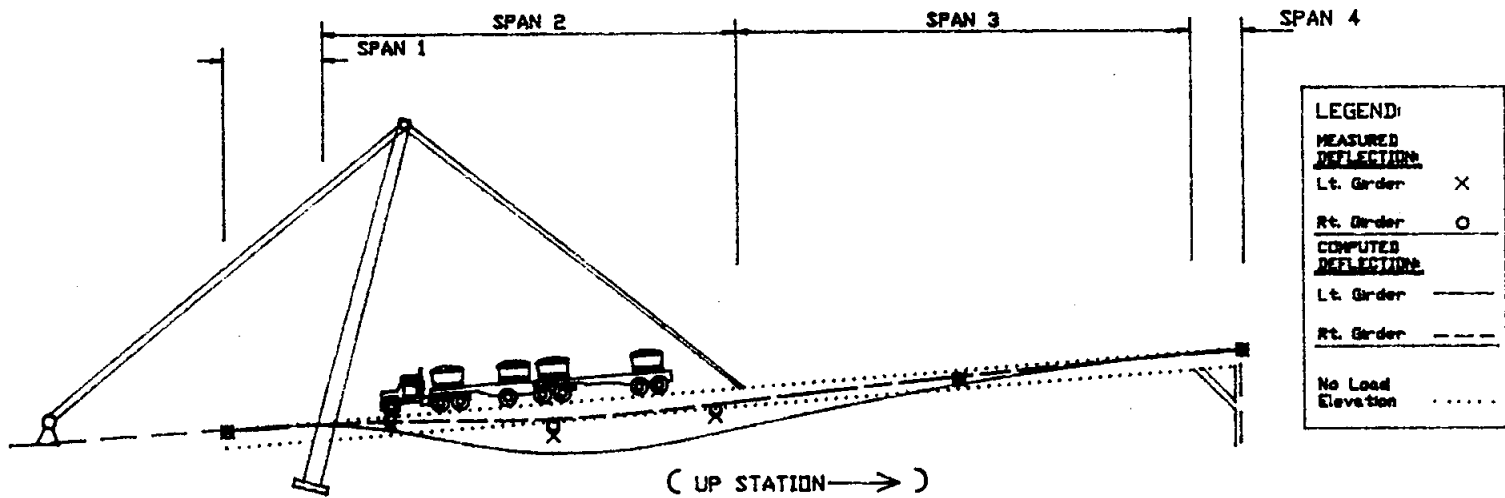 SPAN 1
SPAN 2
SPAN 3
SPAN 4
LEGEND:
MEASURED
DEFLECTION:
Lt. Girder ×
Rt. Girder O
COMPUTED
DEFLECTION:
Lt. Girder
Rt. Girder
No Load
Elevation
( UP STATION )